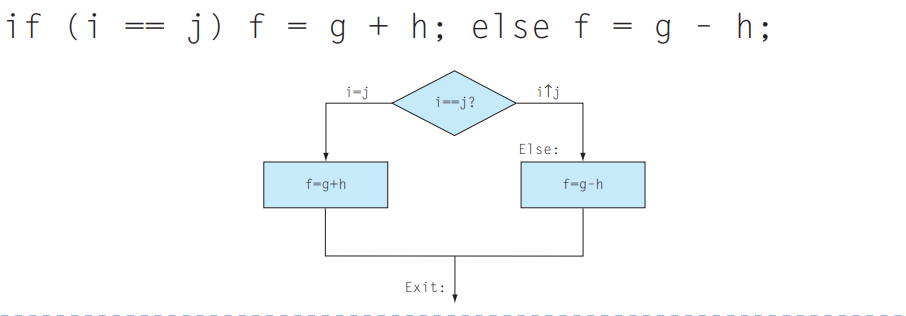 if (i == j) f = g + h; else f = g - h;
i=j
i==j?
i↑j
Else:
f=g+h
f=g-h
Exit: